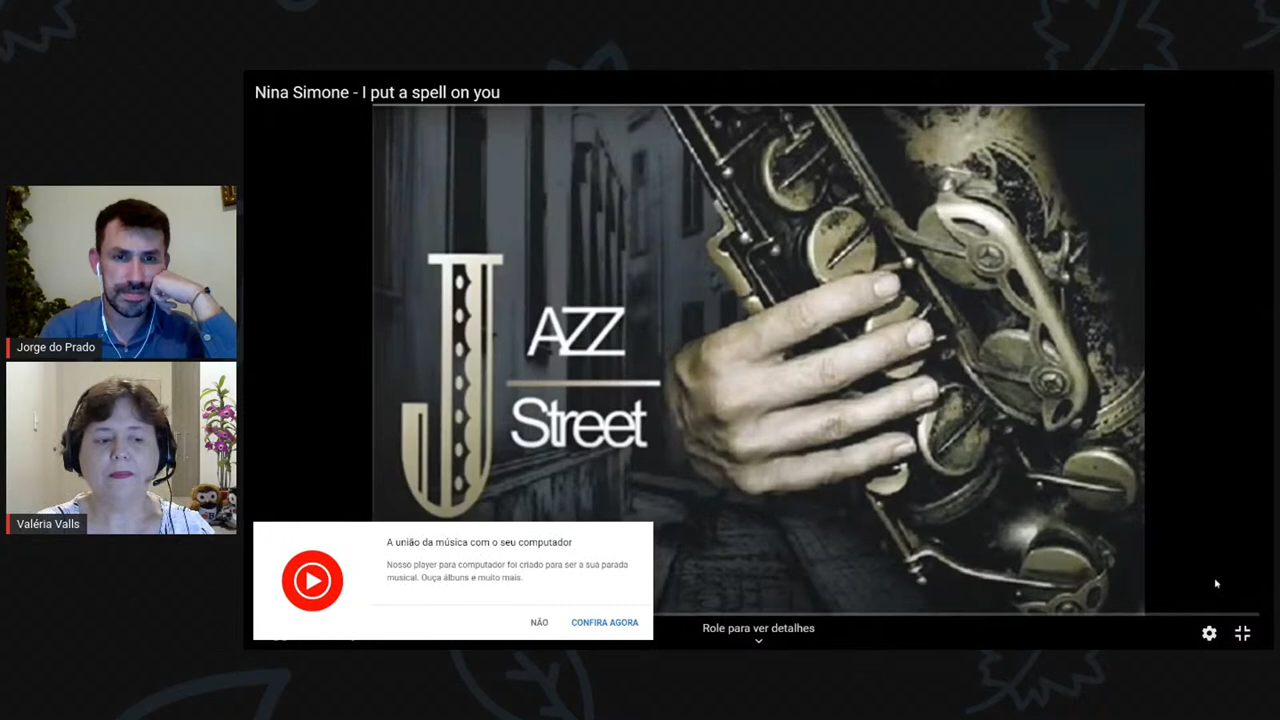 Nina Simone - I put a spell on you
Jorge do Prado
Valéria Valls
J
AZZ
Street
A união da música com o seu computador
Nosso player para computador foi criado para ser a sua parada
musical. Ouça álbuns e muito mais.
NÃO
CONFIRA AGORA
Role para ver detalhes